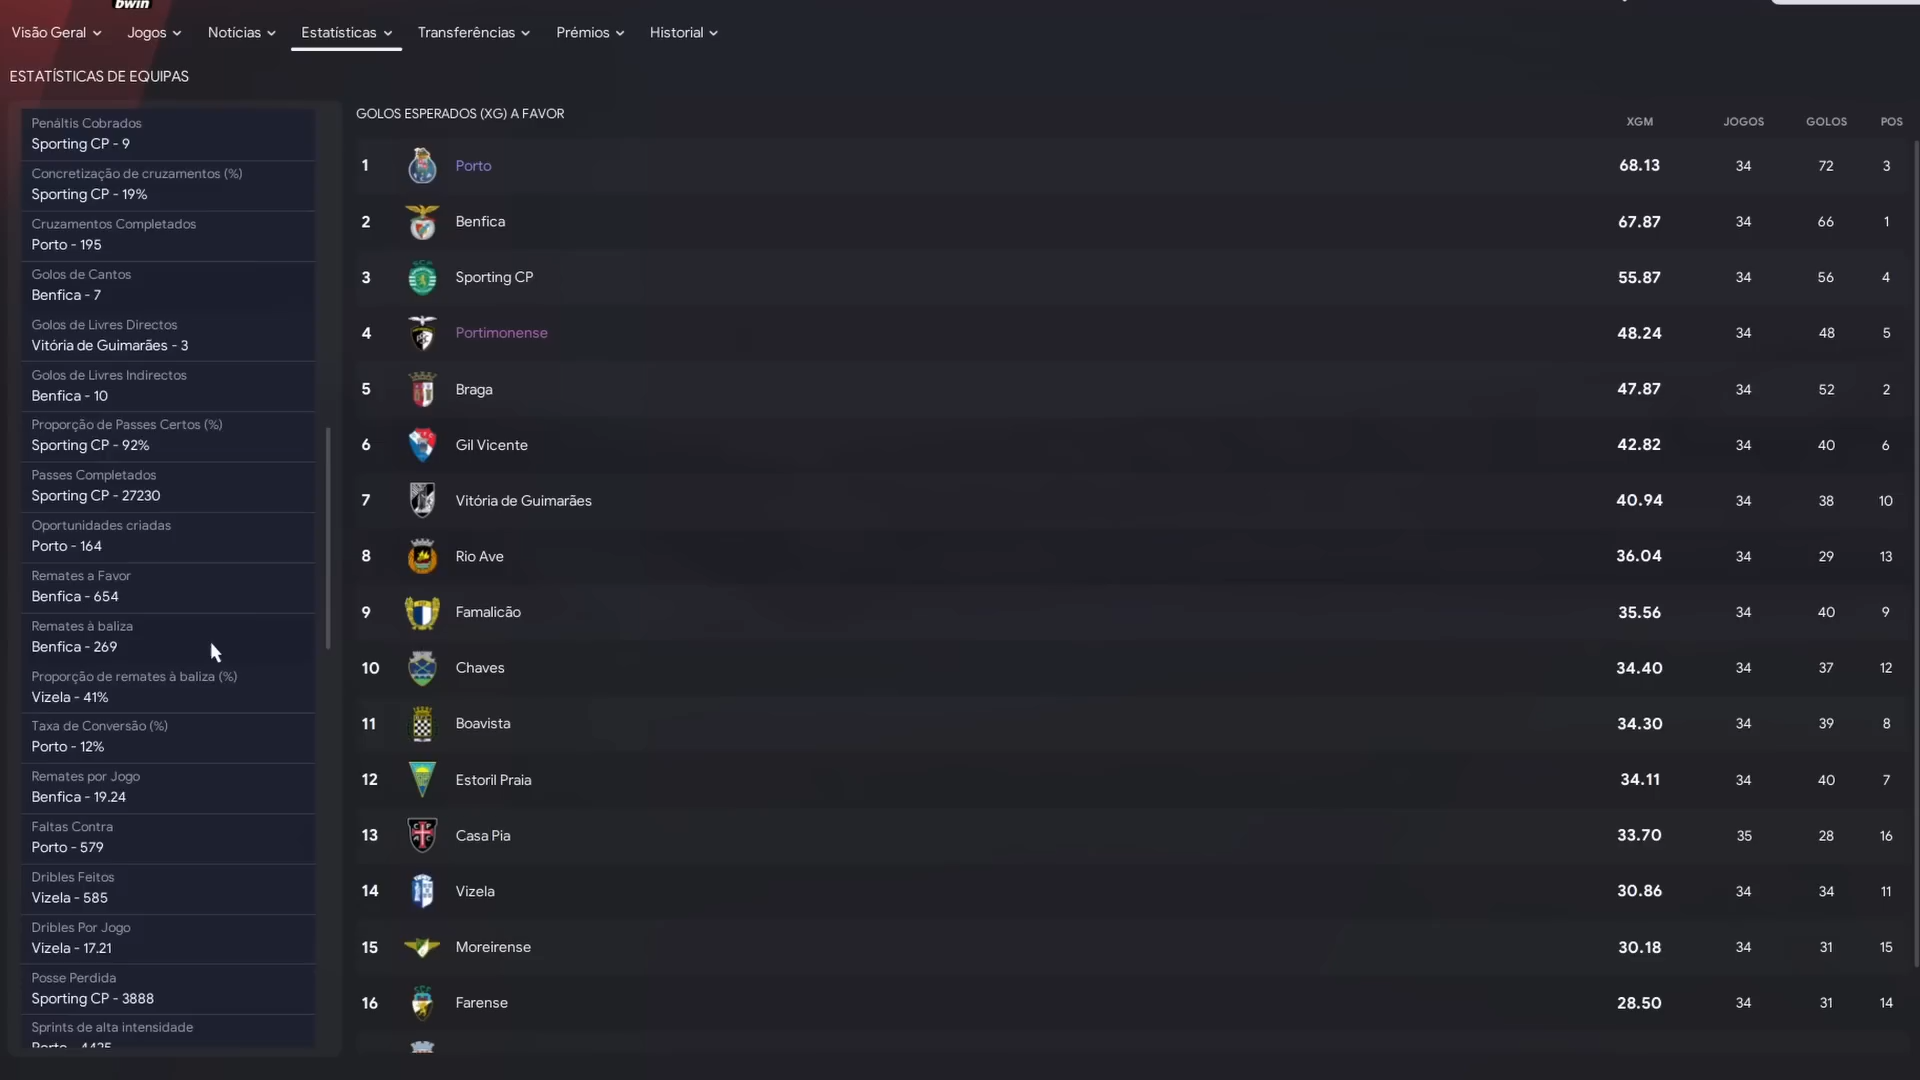 bwin
Visão Geral Jogos Notícias Estatísticas Transferências Prémios Historial
ESTATÍSTICAS DE EQUIPAS
Penáltis Cobrados
Sporting CP - 9
Concretização de cruzamentos (%)
Sporting CP - 19%
Cruzamentos Completados
Porto - 195
Golos de Cantos
Benfica - 7
Golos de Livres Directos
Vitória de Guimarães - 3
Golos de Livres Indirectos
Benfica - 10
Proporção de Passes Certos (%)
Sporting CP - 92%
Passes Completados
Sporting CP - 27230
Oportunidades criadas
Porto - 164
Remates a Favor
Benfica - 654
Remates à baliza
Benfica - 269
Proporção de remates à baliza (%)
Vizela - 41%
Taxa de Conversão (%)
Porto - 12%
Remates por Jogo
Benfica - 19.24
Faltas Contra
Porto - 579
Dribles Feitos
Vizela - 585
Dribles Por Jogo
Vizela - 17.21
Posse Perdida
Sporting CP - 3888
Sprints de alta intensidade
Porto - 4425
GOLOS ESPERADOS (XG) A FAVOR
XGM JOGOS GOLOS POS
1 Porto 68.13 34 72 3
2 Benfica 67.87 34 66 1
3 Sporting CP 55.87 34 56 4
4 Portimonense 48.24 34 48 5
5 Braga 47.87 34 52 2
6 Gil Vicente 42.82 34 40 6
7 Vitória de Guimarães 40.94 34 38 10
8 Rio Ave 36.04 34 29 13
9 Famalicão 35.56 34 40 9
10 Chaves 34.40 34 37 12
11 Boavista 34.30 34 39 8
12 Estoril Praia 34.11 34 40 7
13 Casa Pia 33.70 35 28 16
14 Vizela 30.86 34 34 11
15 Moreirense 30.18 34 31 15
16 Farense 28.50 34 31 14